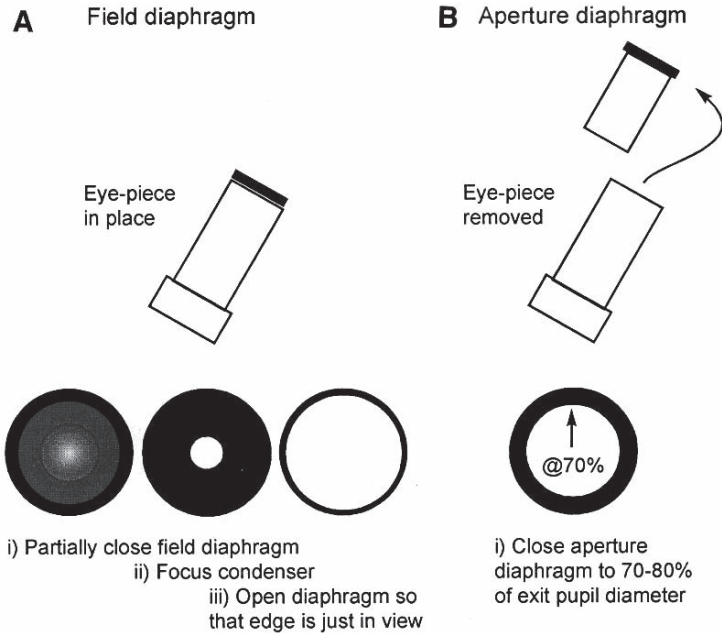 A Field diaphragm
B Aperture diaphragm
Eye-piece
in place
Eye-piece
removed
@70%
i) Partially close field diaphragm
ii) Focus condenser
iii) Open diaphragm so
that edge is just in view
i) Close aperture
diaphragm to 70-80%
of exit pupil diameter